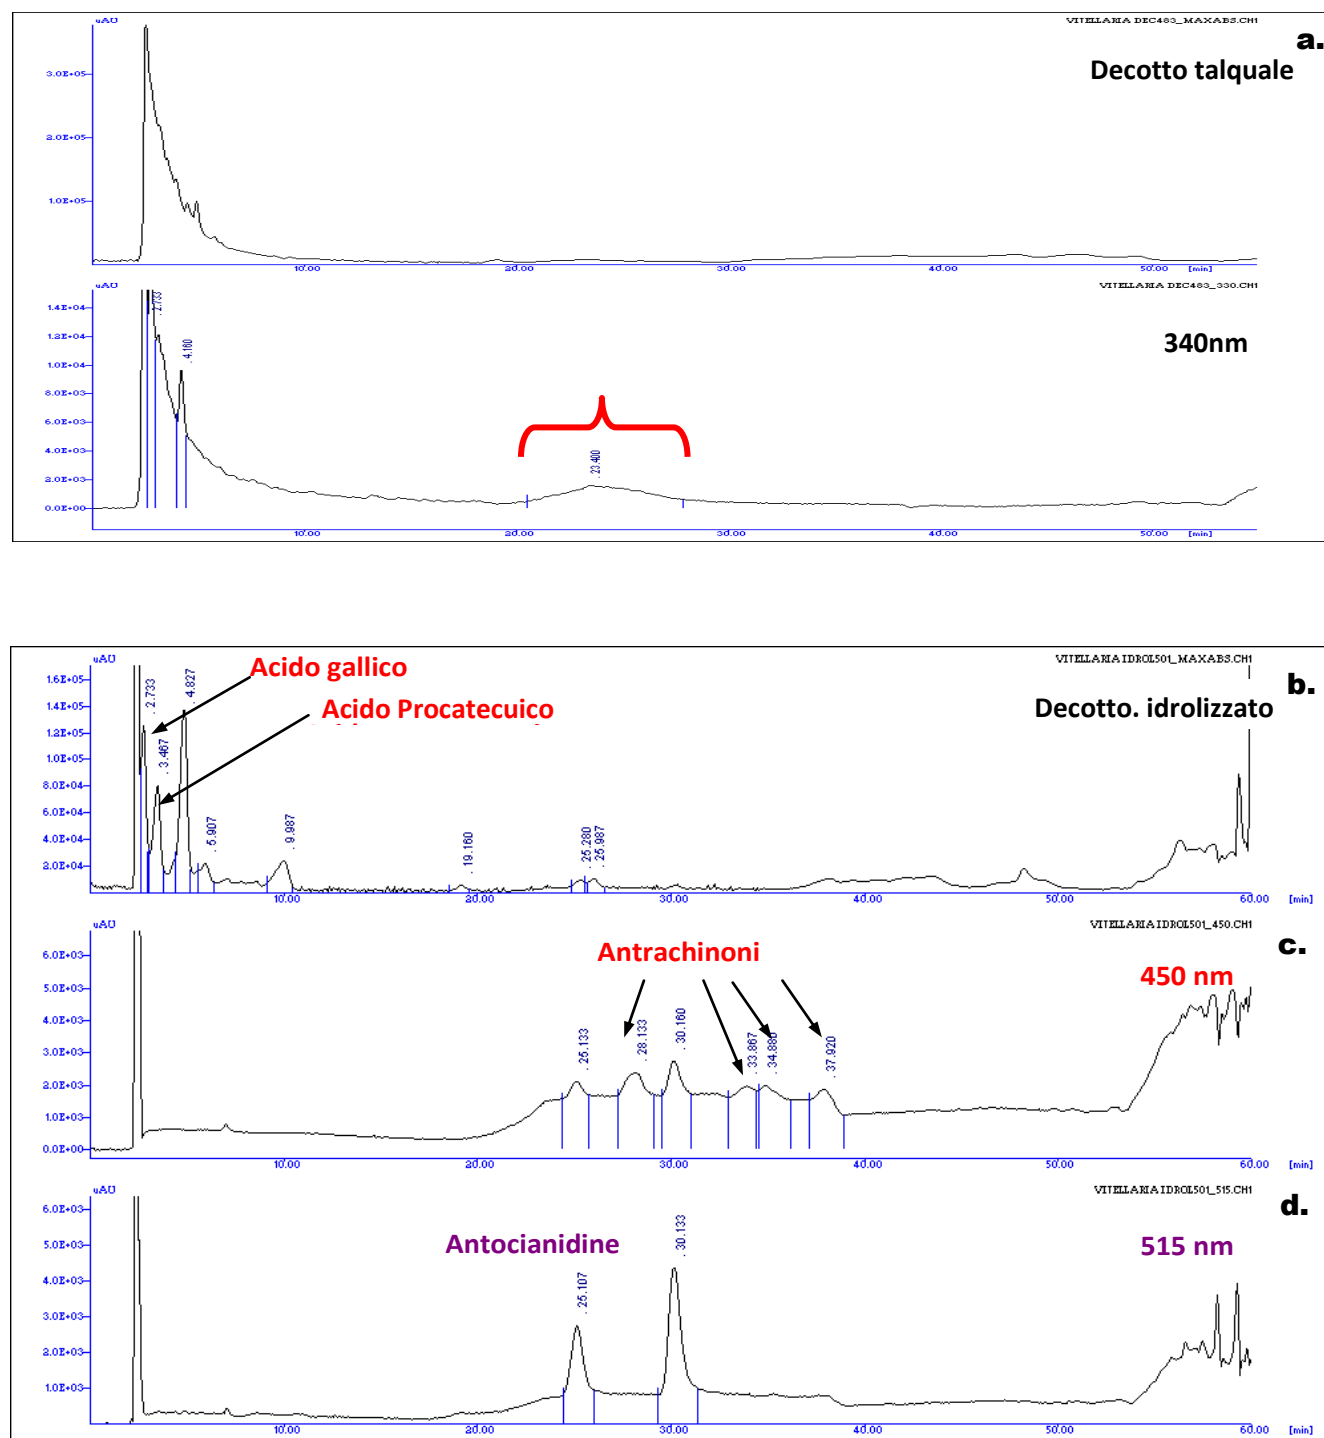 uAU
VITELLARIA DEC483_MAXABS.CH1
a.
Decotto talquale
3.0E+05
2.0E+05
1.0E+05
10.00 20.00 30.00 40.00 50.00 [min]
uAU
VITELLARIA DEC483_330.CH1
1.4E+04
1.2E+04
1.0E+04
8.0E+03
6.0E+03
4.0E+03
2.0E+03
0.0E+00
2.733
4.160
23.400
340nm
10.00 20.00 30.00 40.00 50.00 [min]
uAU
VITELLARIA IDROL501_MAXABS.CH1
b.
Acido gallico
Acido Procatecuico
Decotto. idrolizzato
1.6E+05
1.4E+05
1.2E+05
1.0E+05
8.0E+04
6.0E+04
4.0E+04
2.0E+04
2.733
3.467
4.827
5.907
9.987
19.160
25.280
25.987
10.00 20.00 30.00 40.00 50.00 60.00 [min]
uAU
VITELLARIA IDROL501_450.CH1
c.
Antrachinoni
450 nm
6.0E+03
5.0E+03
4.0E+03
3.0E+03
2.0E+03
1.0E+03
0.0E+00
25.133
28.133
30.160
33.867
34.880
37.920
10.00 20.00 30.00 40.00 50.00 60.00 [min]
uAU
VITELLARIA IDROL501_515.CH1
d.
Antocianidine
515 nm
6.0E+03
5.0E+03
4.0E+03
3.0E+03
2.0E+03
1.0E+03
25.107
30.133
10.00 20.00 30.00 40.00 50.00 60.00 [min]